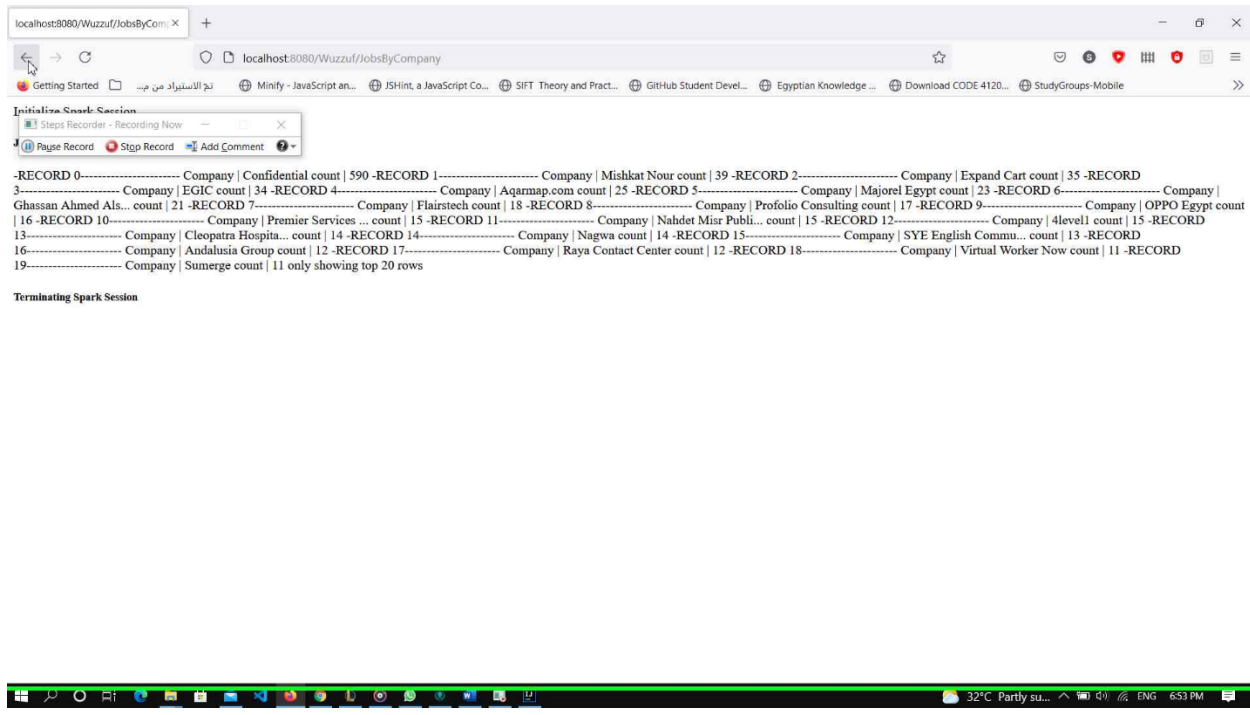 localhost:8080/Wuzzuf/JobsByCom
localhost:8080/Wuzzuf/JobsByCompany
Getting Started تم الاستيراد من م... Minify - JavaScript an... JSHint, a JavaScript Co... SIFT Theory and Pract... GitHub Student Devel... Egyptian Knowledge ... Download CODE 4120... StudyGroups-Mobile
Initialize Spark Session
Steps Recorder - Recording Now
Pause Record Stop Record Add Comment
-RECORD 0----------------------- Company | Confidential count | 590 -RECORD 1----------------------- Company | Mishkat Nour count | 39 -RECORD 2----------------------- Company | Expand Cart count | 35 -RECORD
3----------------------- Company | EGIC count | 34 -RECORD 4----------------------- Company | Aqarmap.com count | 25 -RECORD 5----------------------- Company | Majorel Egypt count | 23 -RECORD 6----------------------- Company |
Ghassan Ahmed Als... count | 21 -RECORD 7----------------------- Company | Flairstech count | 18 -RECORD 8----------------------- Company | Profolio Consulting count | 17 -RECORD 9----------------------- Company | OPPO Egypt count
| 16 -RECORD 10---------------------- Company | Premier Services ... count | 15 -RECORD 11---------------------- Company | Nahdet Misr Publi... count | 15 -RECORD 12---------------------- Company | 4level1 count | 15 -RECORD
13---------------------- Company | Cleopatra Hospita... count | 14 -RECORD 14---------------------- Company | Nagwa count | 14 -RECORD 15---------------------- Company | SYE English Commu... count | 13 -RECORD
16---------------------- Company | Andalusia Group count | 12 -RECORD 17---------------------- Company | Raya Contact Center count | 12 -RECORD 18---------------------- Company | Virtual Worker Now count | 11 -RECORD
19---------------------- Company | Sumerge count | 11 only showing top 20 rows
Terminating Spark Session
32°C Partly su... ENG 6:53 PM